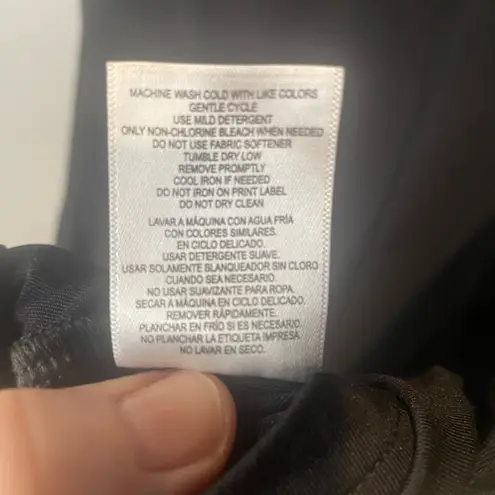 MACHINE WASH COLD WITH LIKE COLORS
GENTLE CYCLE
USE MILD DETERGENT
ONLY NON-CHLORINE BLEACH WHEN NEEDED
DO NOT USE FABRIC SOFTENER
TUMBLE DRY LOW
REMOVE PROMPTLY
COOL IRON IF NEEDED
DO NOT IRON ON PRINT LABEL
DO NOT DRY CLEAN
LAVAR A MÁQUINA CON AGUA FRÍA
CON COLORES SIMILARES.
EN CICLO DELICADO.
USAR DETERGENTE SUAVE.
USAR SOLAMENTE BLANQUEADOR SIN CLORO
CUANDO SEA NECESARIO.
NO USAR SUAVIZANTE PARA ROPA.
SECAR A MÁQUINA EN CICLO DELICADO.
REMOVER RÁPIDAMENTE.
PLANCHAR EN FRÍO SI ES NECESARIO.
NO PLANCHAR LA ETIQUETA IMPRESA.
NO LAVAR EN SECO.